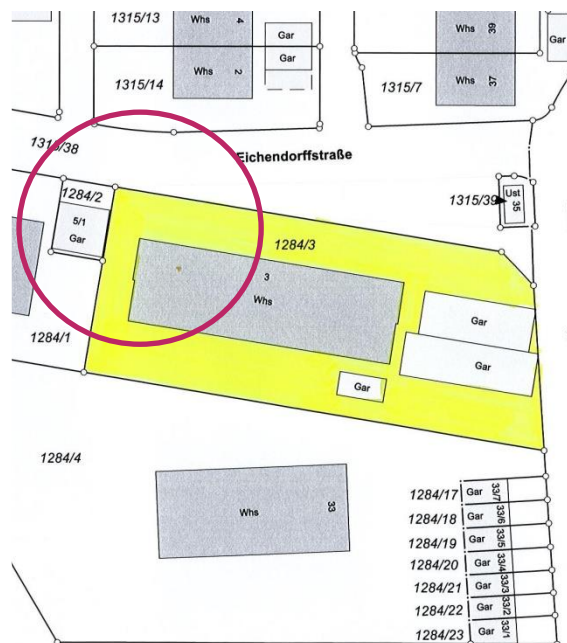 1315/13
Whs
4
Gar
Gar
Whs
39
Gar
1315/14
Whs
2
1315/7
Whs
37
1315/38
Eichendorffstraße
1284/2
5/1
Gar
1315/39
Ust
35
1284/3
3
Whs
Gar
Gar
Gar
1284/1
1284/4
Whs
33
1284/17 Gar 33/7
1284/18 Gar 33/6
1284/19 Gar 33/5
1284/20 Gar 33/4
1284/21 Gar 33/3
1284/22 Gar 33/2
1284/23 Gar 33/1